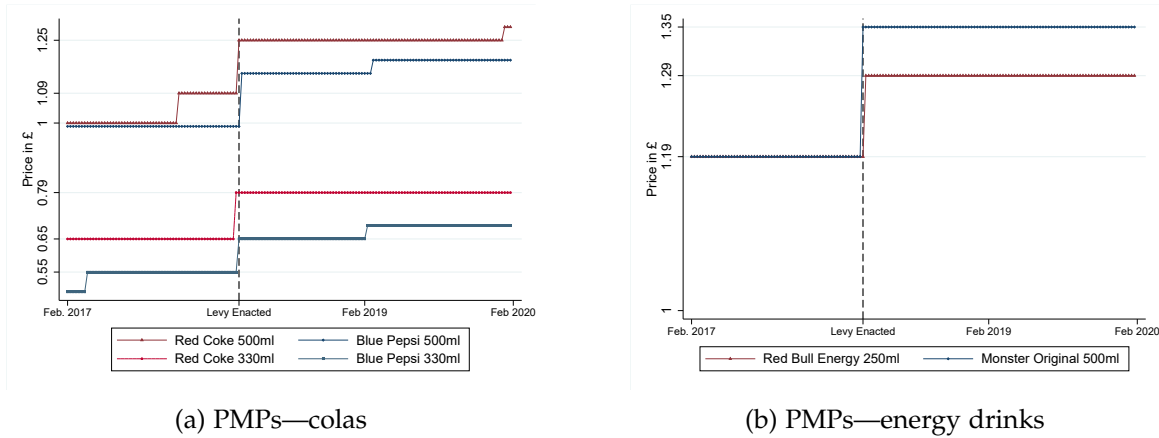 Price in £
1.25
1.09
1
0.79
0.65
0.55
Feb. 2017
Levy Enacted
Feb 2019
Feb 2020
Red Coke 500ml
Blue Pepsi 500ml
Red Coke 330ml
Blue Pepsi 330ml
(a) PMPs—colas
Price in £
1.35
1.29
1.19
1
Feb. 2017
Levy Enacted
Feb 2019
Feb 2020
Red Bull Energy 250ml
Monster Original 500ml
(b) PMPs—energy drinks